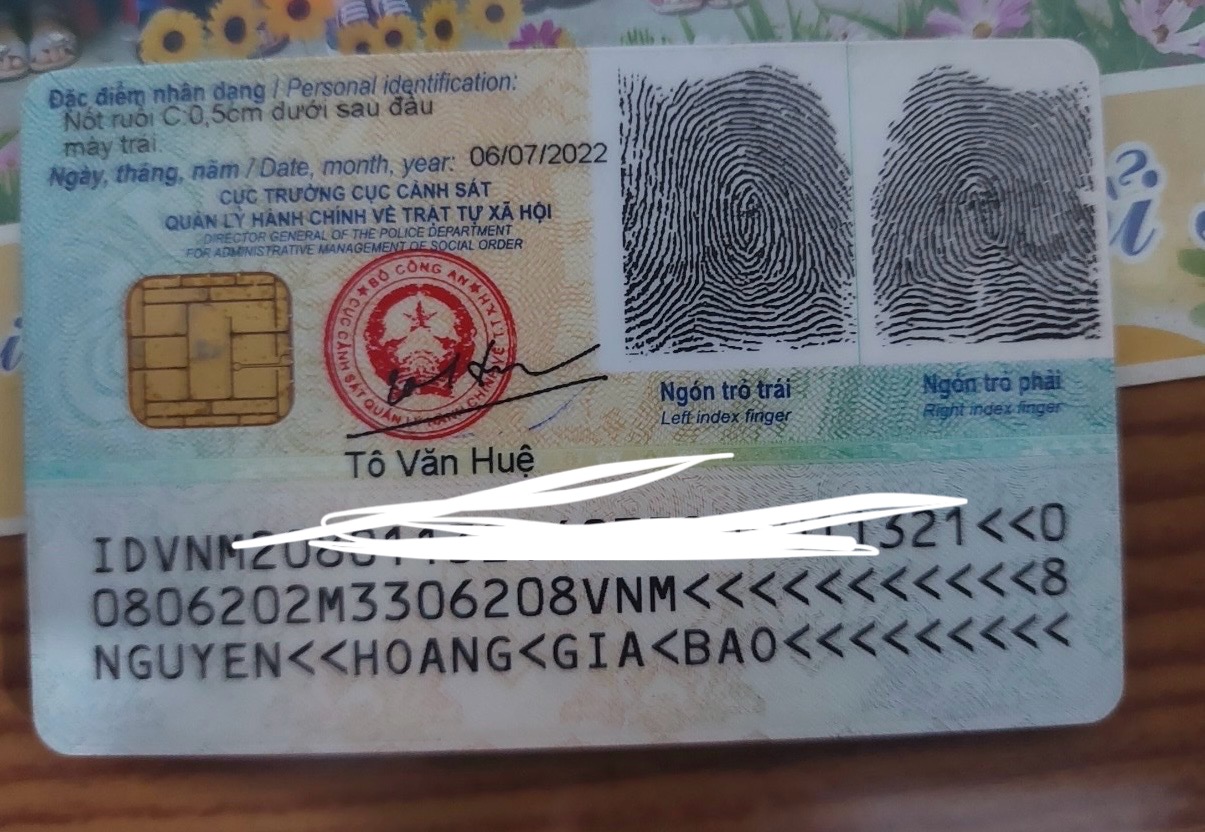 Đặc điểm nhân dạng / Personal identification:
Nốt ruồi C:0,5cm dưới sau đầu
mày trái
Ngày, tháng, năm / Date, month, year: 06/07/2022
CỤC TRƯỞNG CỤC CẢNH SÁT
QUẢN LÝ HÀNH CHÍNH VỀ TRẬT TỰ XÃ HỘI
DIRECTOR GENERAL OF THE POLICE DEPARTMENT
FOR ADMINISTRATIVE MANAGEMENT OF SOCIAL ORDER
BỘ CÔNG AN
Ngón trỏ trái
Left index finger
Ngón trỏ phải
Right index finger
Tô Văn Huệ
IDVNM 1321<<0
0806202M3306208VNM<<<<<<<<<<<8
NGUYEN<<HOANG<GIA<BAO<<<<<<<<<